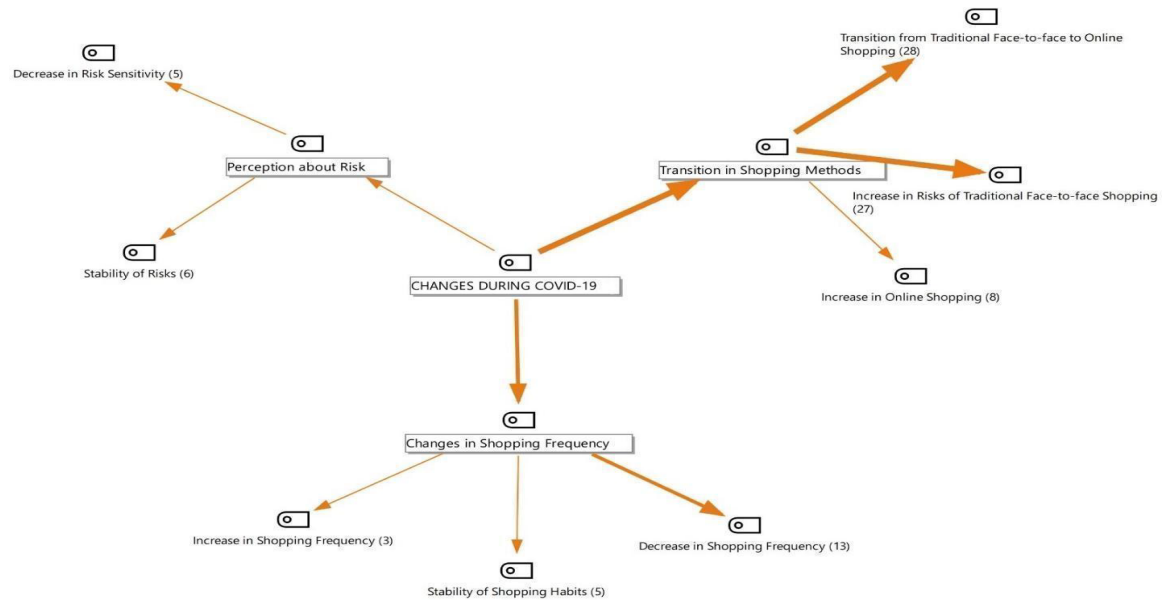 Transition from Traditional Face-to-face to Online
Shopping (28)
Decrease in Risk Sensitivity (5)
Perception about Risk
Transition in Shopping Methods
Increase in Risks of Traditional Face-to-face Shopping
(27)
Stability of Risks (6)
CHANGES DURING COVID-19
Increase in Online Shopping (8)
Changes in Shopping Frequency
Increase in Shopping Frequency (3)
Decrease in Shopping Frequency (13)
Stability of Shopping Habits (5)